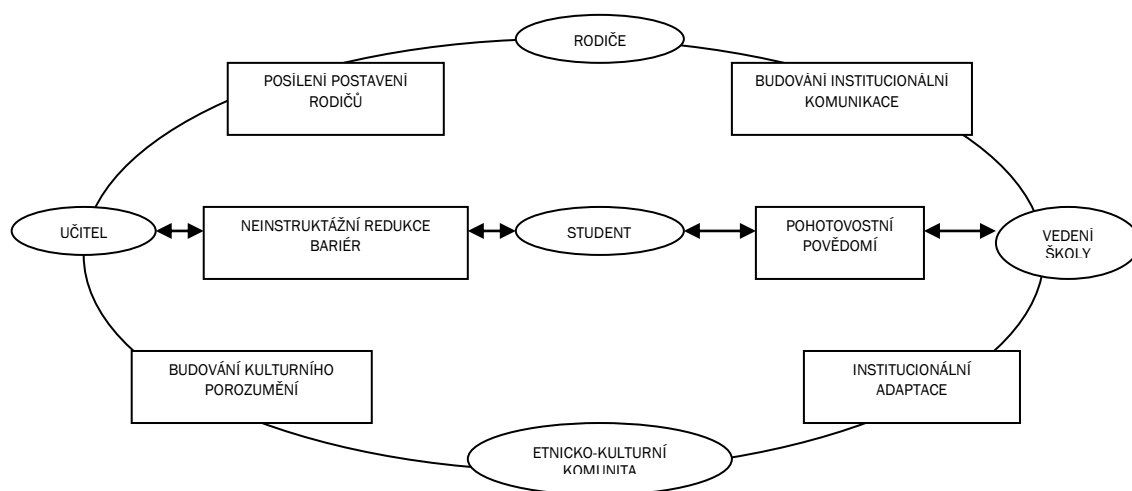 RODIČE
POSÍLENÍ POSTAVENÍ
RODIČŮ
BUDOVÁNÍ INSTITUCIONÁLNÍ
KOMUNIKACE
UČITEL
NEINSTRUKTÁŽNÍ REDUKCE
BARIÉR
STUDENT
POHOTOVOSTNÍ
POVĚDOMÍ
VEDENÍ
ŠKOLY
BUDOVÁNÍ KULTURNÍHO
POROZUMĚNÍ
INSTITUCIONÁLNÍ
ADAPTACE
ETNICKO-KULTURNÍ
KOMUNITA